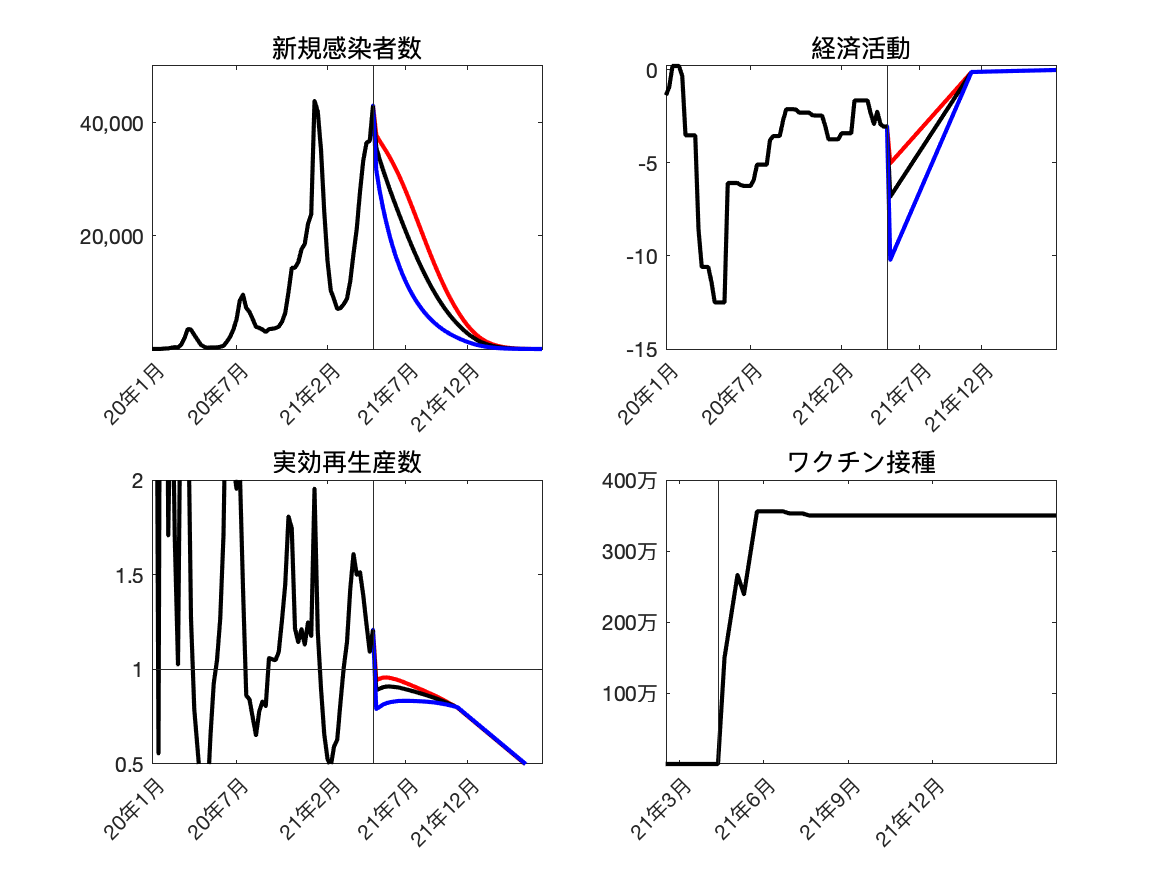 新規感染者数
40,000
20,000
20年1月
20年7月
21年2月
21年7月
21年12月
経済活動
0
-5
-10
-15
20年1月
20年7月
21年2月
21年7月
21年12月
実効再生産数
2
1.5
1
0.5
20年1月
20年7月
21年2月
21年7月
21年12月
ワクチン接種
400万
300万
200万
100万
21年3月
21年6月
21年9月
21年12月